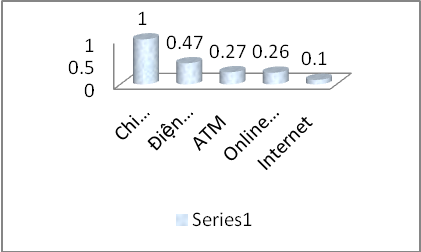 1
0.47
0.27
0.26
0.1
1
0.5
0
Chi...
Điện...
ATM
Online...
Internet
Series1